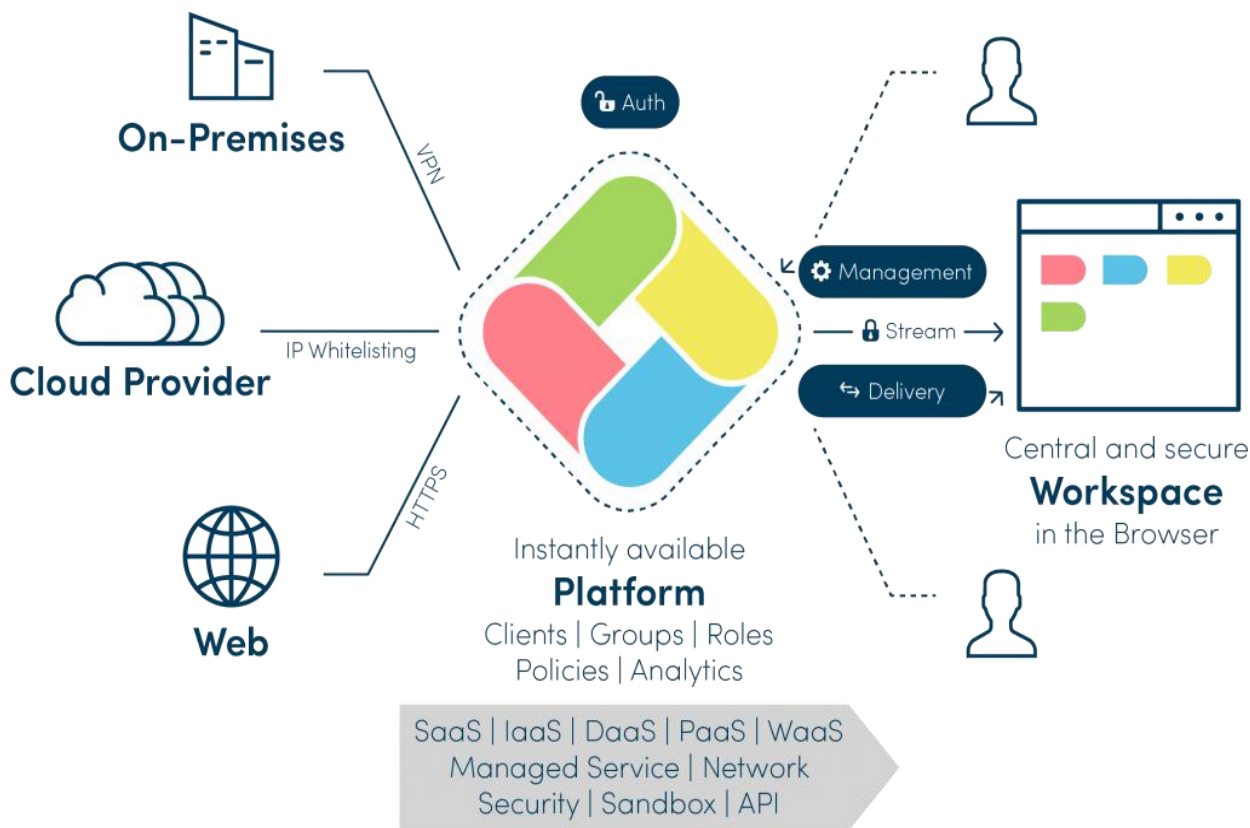 On-Premises
VPN
Cloud Provider
IP Whitelisting
Web
HTTPS
Auth
Instantly available
Platform
Clients | Groups | Roles
Policies | Analytics
SaaS | IaaS | DaaS | PaaS | WaaS
Managed Service | Network
Security | Sandbox | API
Management
Stream
Delivery
Central and secure
Workspace
in the Browser